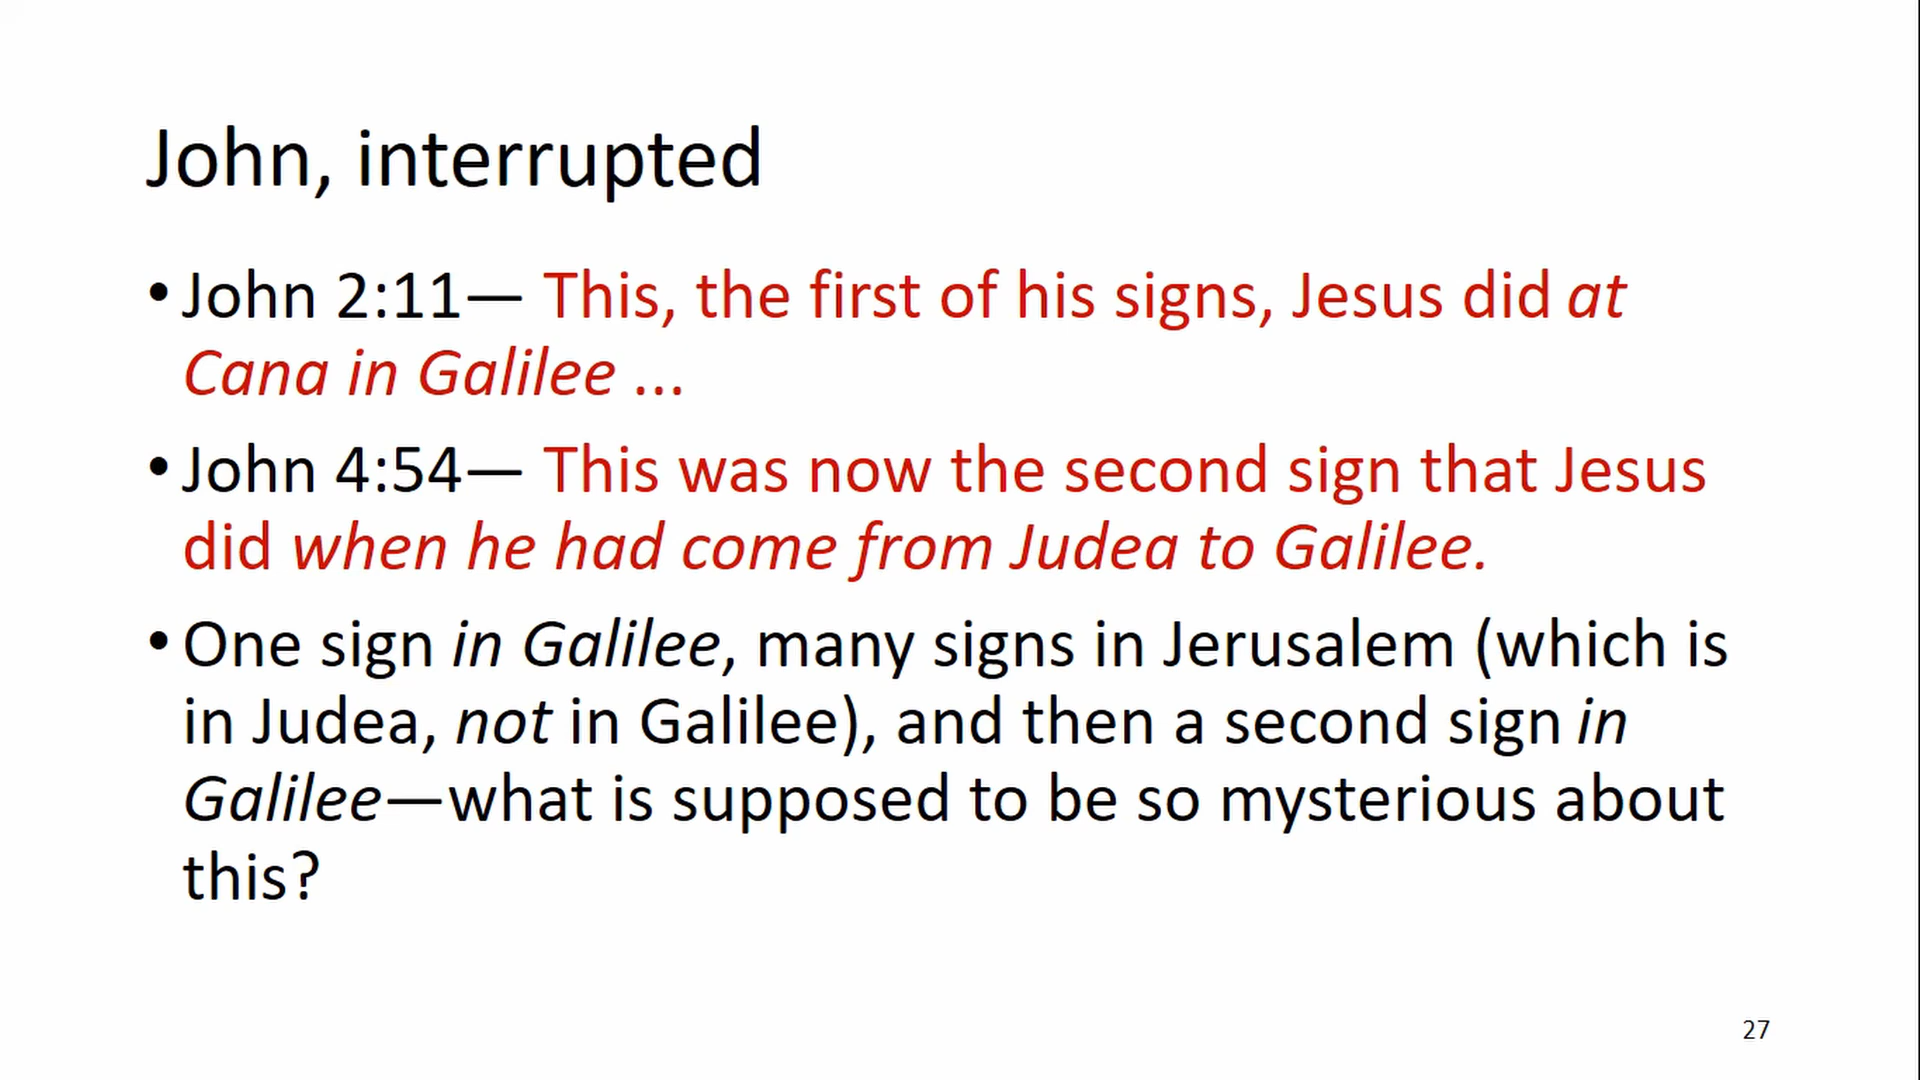 John, interrupted
• John 2:11— This, the first of his signs, Jesus did at
Cana in Galilee ...
• John 4:54— This was now the second sign that Jesus
did when he had come from Judea to Galilee.
• One sign in Galilee, many signs in Jerusalem (which is
in Judea, not in Galilee), and then a second sign in
Galilee—what is supposed to be so mysterious about
this?
27